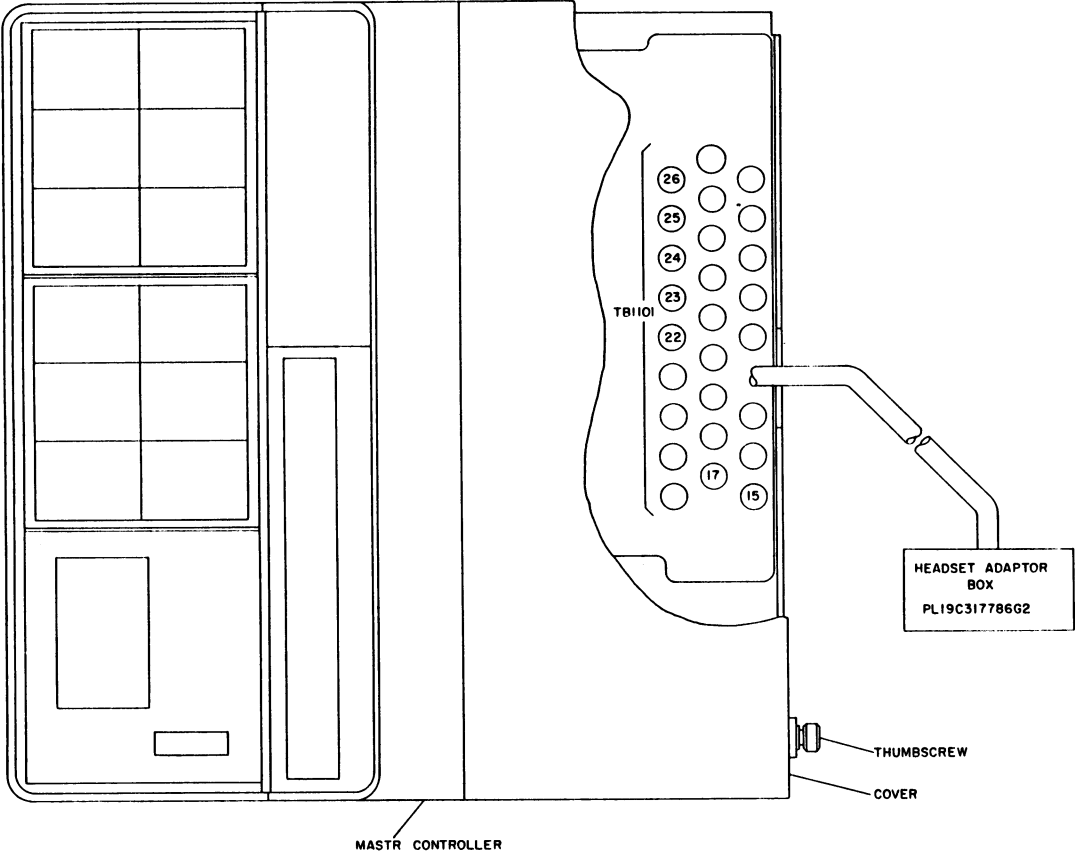 26
25
24
23
TB1101
22
17
15
HEADSET ADAPTOR
BOX
PL19C317786G2
THUMBSCREW
COVER
MASTR CONTROLLER